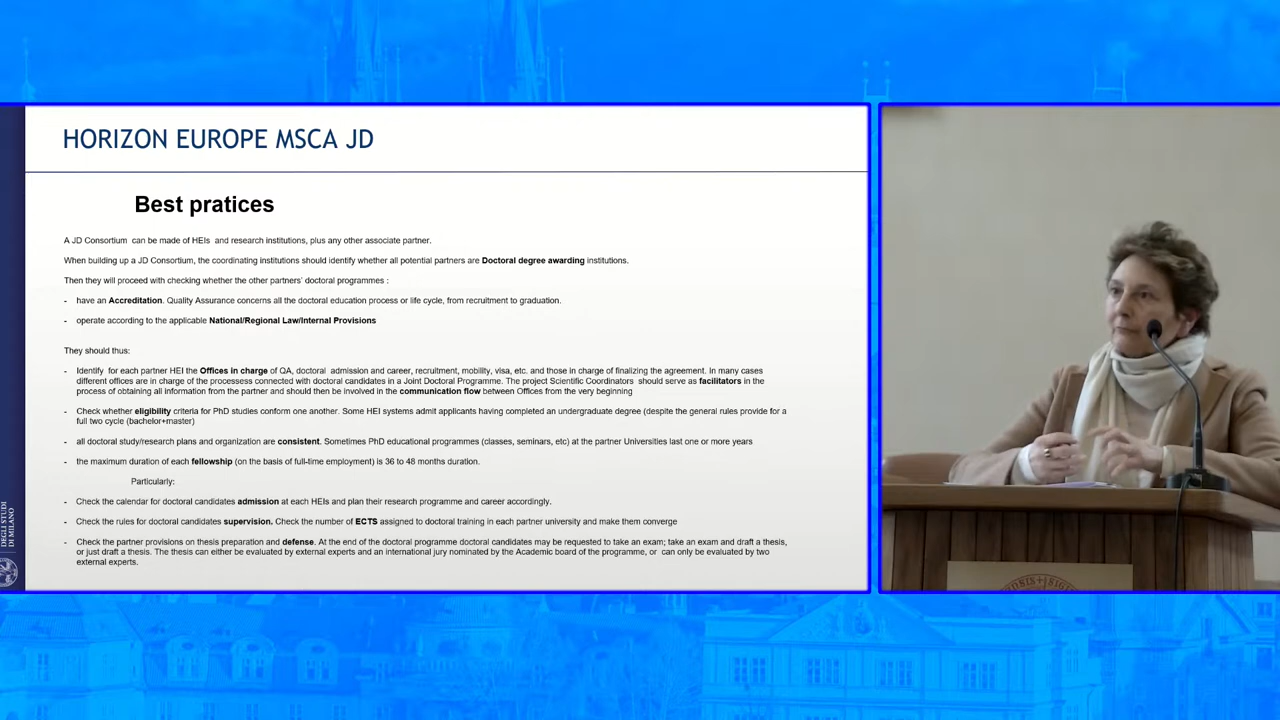 HORIZON EUROPE MSCA JD
Best pratices
A JD Consortium can be made of HEIs and research institutions, plus any other associate partner.
When building up a JD Consortium, the coordinating institutions should identify whether all potential partners are Doctoral degree awarding institutions.
Then they will proceed with checking whether the other partners' doctoral programmes :
- have an Accreditation. Quality Assurance concerns all the doctoral education process or life cycle, from recruitment to graduation.
- operate according to the applicable National/Regional Law/Internal Provisions
They should thus:
- Identify for each partner HEI the Offices in charge of QA, doctoral admission and career, recruitment, mobility, visa, etc. and those in charge of finalizing the agreement. In many cases
different offices are in charge of the processess connected with doctoral candidates in a Joint Doctoral Programme. The project Scientific Coordinators should serve as facilitators in the
process of obtaining all information from the partner and should then be involved in the communication flow between Offices from the very beginning
- Check whether eligibility criteria for PhD studies conform one another. Some HEI systems admit applicants having completed an undergraduate degree (despite the general rules provide for a
full two cycle (bachelor+master)
- all doctoral study/research plans and organization are consistent. Sometimes PhD educational programmes (classes, seminars, etc) at the partner Universities last one or more years
- the maximum duration of each fellowship (on the basis of full-time employment) is 36 to 48 months duration.
Particularly:
- Check the calendar for doctoral candidates admission at each HEIs and plan their research programme and career accordingly.
- Check the rules for doctoral candidates supervision. Check the number of ECTS assigned to doctoral training in each partner university and make them converge
- Check the partner provisions on thesis preparation and defense. At the end of the doctoral programme doctoral candidates may be requested to take an exam; take an exam and draft a thesis,
or just draft a thesis. The thesis can either be evaluated by external experts and an international jury nominated by the Academic board of the programme, or can only be evaluated by two
external experts.
DEGLI STUDI
DI MILANO